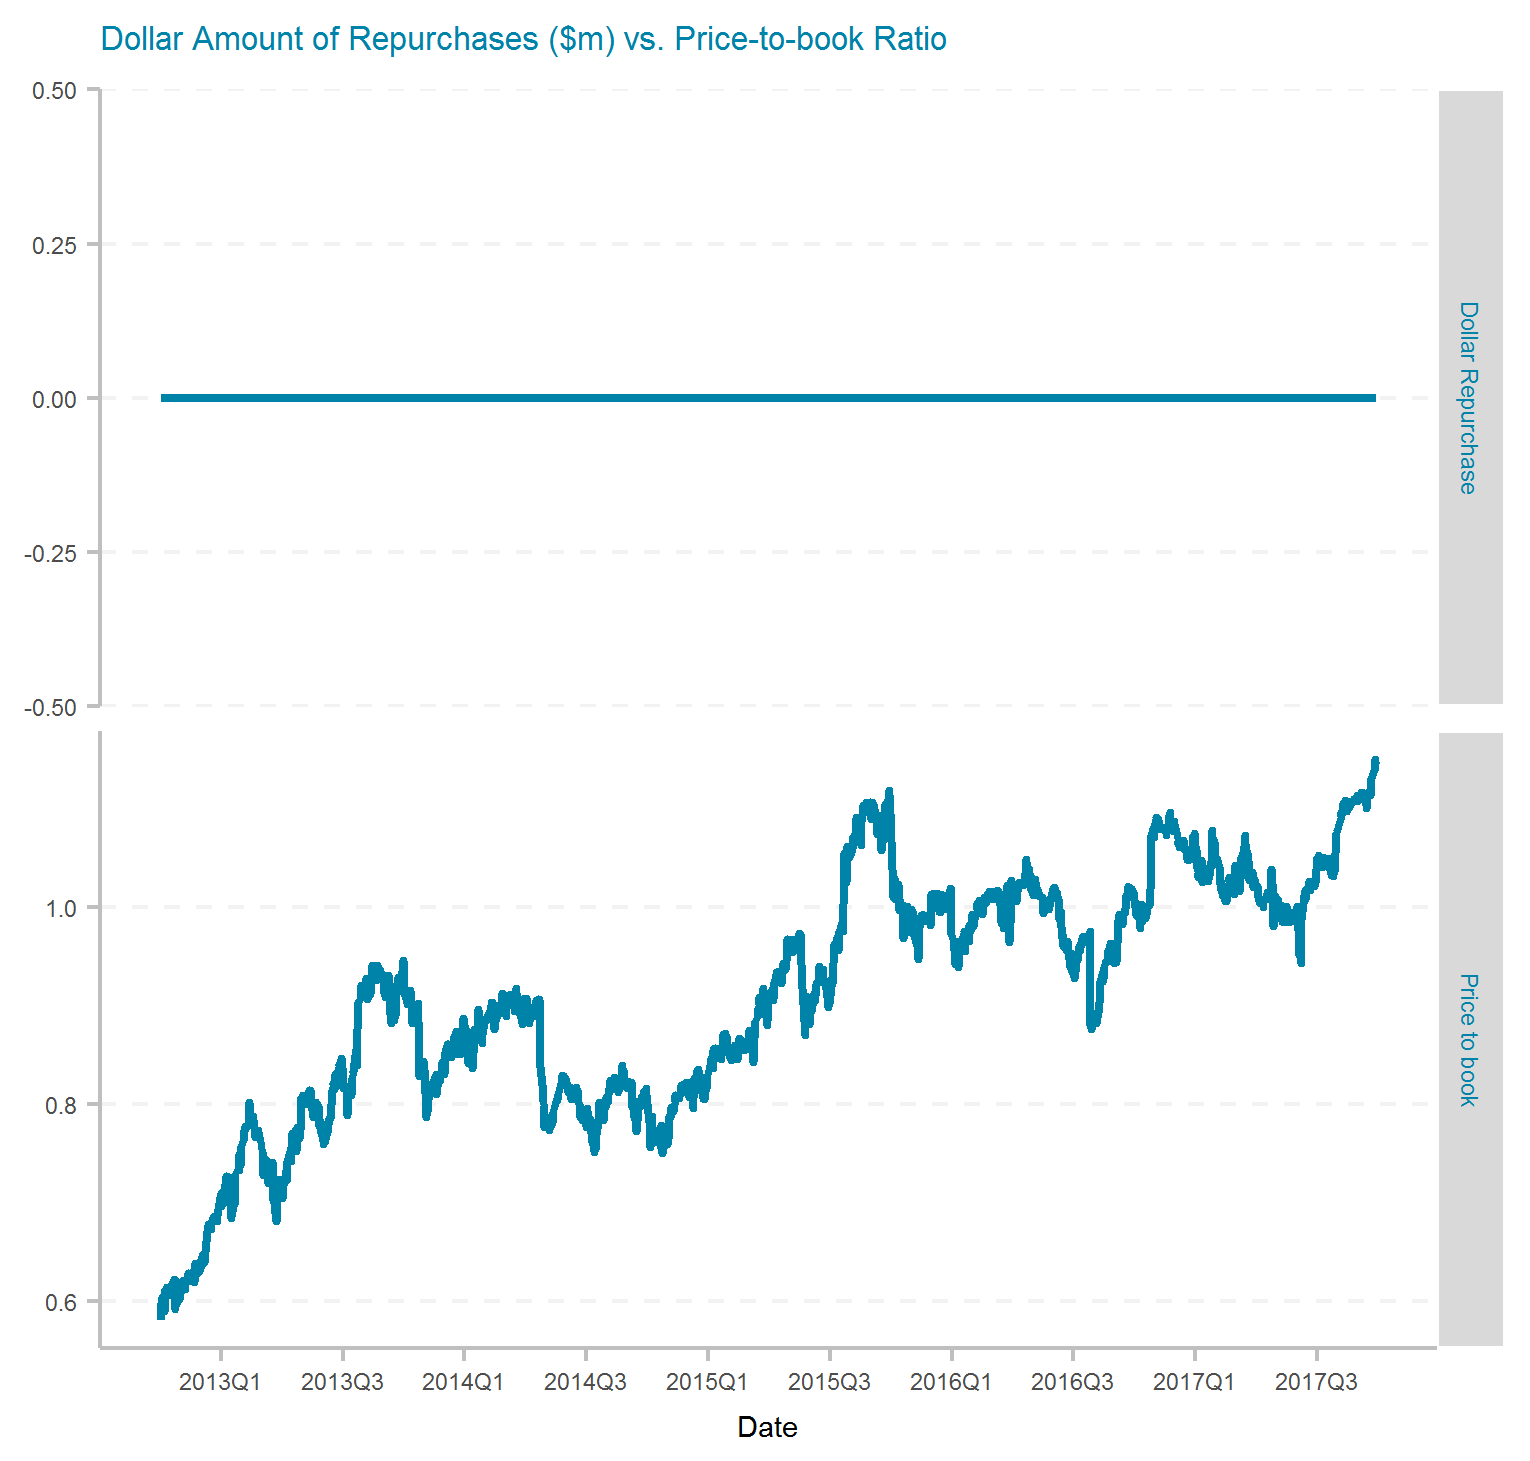 Dollar Amount of Repurchases ($m) vs. Price-to-book Ratio
0.50
0.25
0.00
-0.25
-0.50
Dollar Repurchase
1.0
0.8
0.6
Price to book
2013Q1 2013Q3 2014Q1 2014Q3 2015Q1 2015Q3 2016Q1 2016Q3 2017Q1 2017Q3
Date